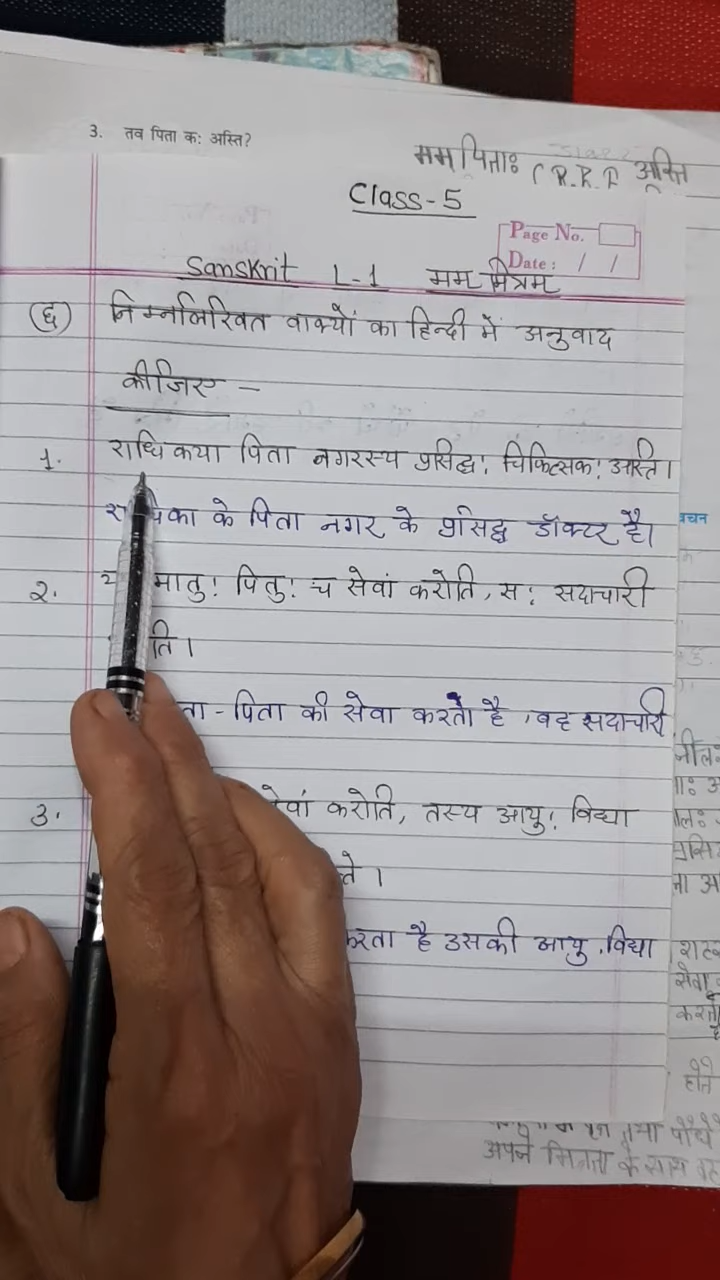 3. तव पिता कः अस्ति?
मम पिताः
Class-5
Page No.
Date: / /
Sanskrit L-1 मम मित्रम
(घ) निम्नलिखित वाक्यों का हिन्दी में अनुवाद
कीजिए -
1. राधिकया पिता नगरस्य प्रसिद्धः चिकित्सकः अस्ति।
के पिता नगर के प्रसिद्ध डॉक्टर है।
2. मातुः पितुः च सेवां करोति, सः सदाचारी
ति।
ता-पिता की सेवा करता है, वह सदाचारी
3. सेवां करोति, तस्य आयुः विद्या
ते।
करता है उसकी आयु, विद्या
वचन
अपने मित्रता के साथ